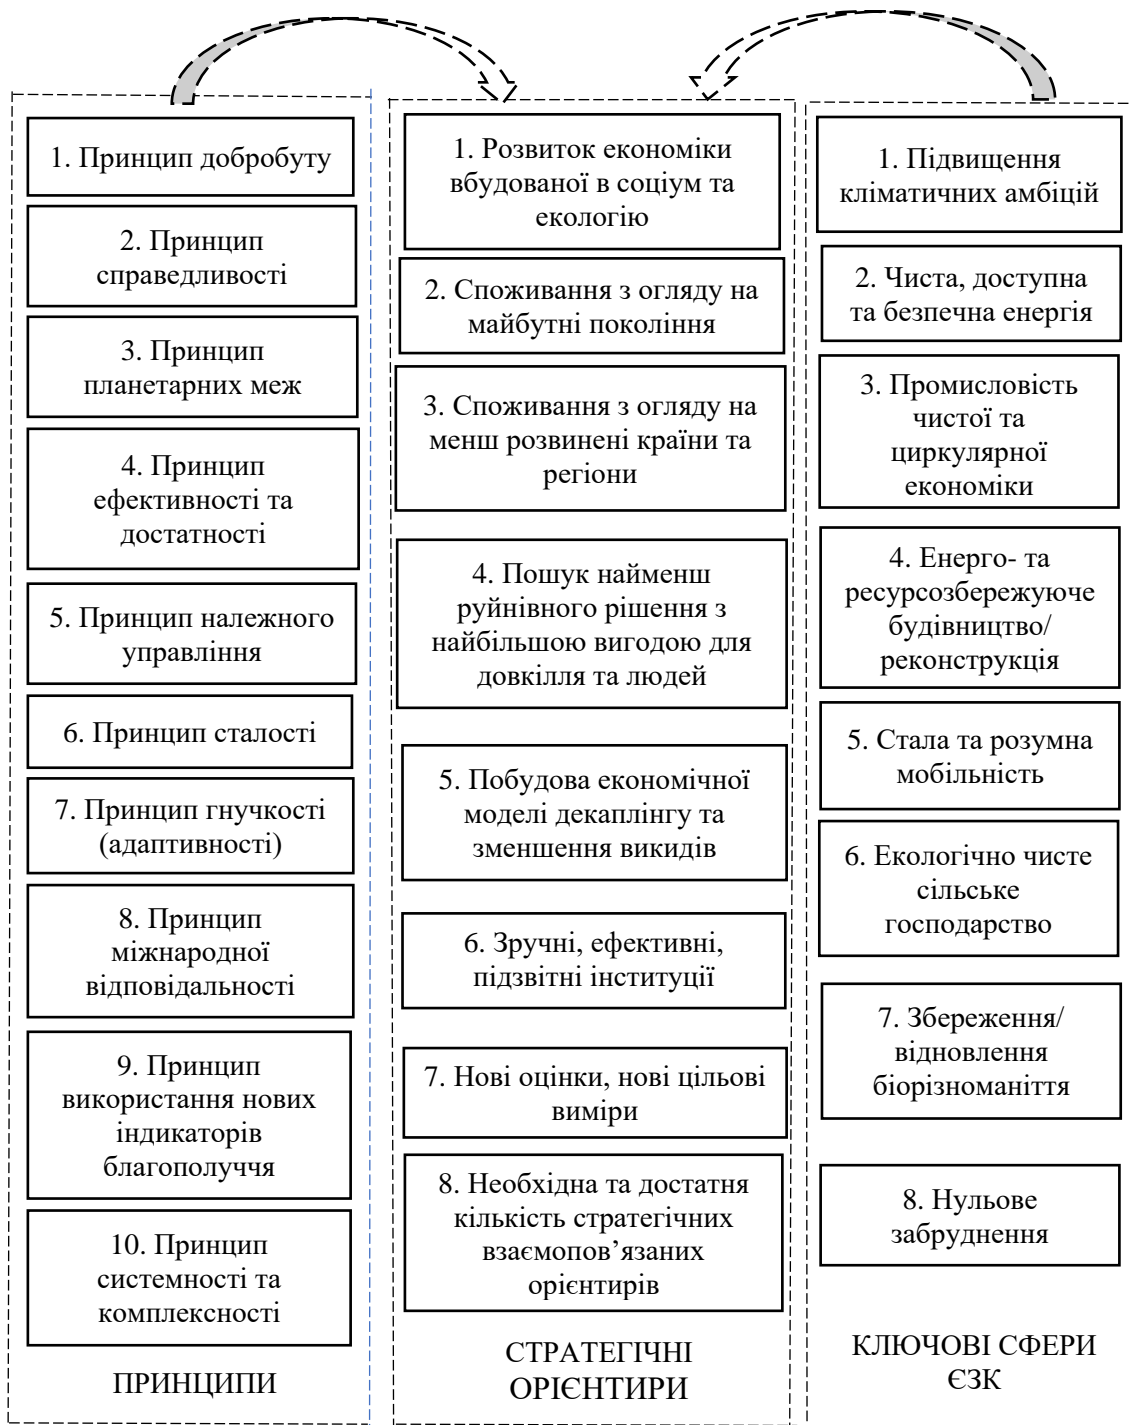 1. Принцип добробуту
2. Принцип
справедливості
3. Принцип
планетарних меж
4. Принцип
ефективності та
достатності
5. Принцип належного
управління
6. Принцип сталості
7. Принцип гнучкості
(адаптивності)
8. Принцип
міжнародної
відповідальності
9. Принцип
використання нових
індикаторів
благополуччя
10. Принцип
системності та
комплексності
ПРИНЦИПИ
1. Розвиток економіки
вбудованої в соціум та
екологію
2. Споживання з огляду на
майбутні покоління
3. Споживання з огляду на
менш розвинені країни та
регіони
4. Пошук найменш
руйнівного рішення з
найбільшою вигодою для
довкілля та людей
5. Побудова економічної
моделі декаплінгу та
зменшення викидів
6. Зручні, ефективні,
підзвітні інституції
7. Нові оцінки, нові цільові
виміри
8. Необхідна та достатня
кількість стратегічних
взаємопов’язаних
орієнтирів
СТРАТЕГІЧНІ
ОРІЄНТИРИ
1. Підвищення
кліматичних амбіцій
2. Чиста, доступна
та безпечна енергія
3. Промисловість
чистої та
циркулярної
економіки
4. Енерго- та
ресурсозбережуюче
будівництво/
реконструкція
5. Стала та розумна
мобільність
6. Екологічно чисте
сільське
господарство
7. Збереження/
відновлення
біорізноманіття
8. Нульове
забруднення
КЛЮЧОВІ СФЕРИ
ЄЗК